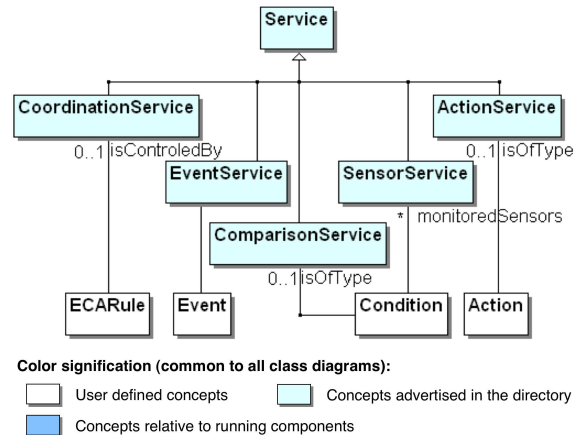 Service
CoordinationService
ActionService
0..1 isControledBy
0..1 isOfType
EventService
SensorService
* monitoredSensors
ComparisonService
0..1 isOfType
ECARule
Event
Condition
Action
Color signification (common to all class diagrams):
User defined concepts
Concepts advertised in the directory
Concepts relative to running components